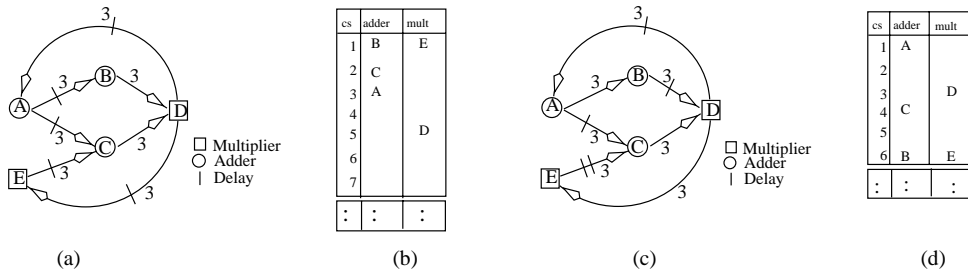 3
A
B
C
D
E
3
3
3
3
3
3
Multiplier
Adder
Delay
(a)
cs adder mult
1 B E
2 C
3 A
4
5 D
6
7
: : :
(b)
3
A
B
C
D
E
3
3
3
3
3
3
Multiplier
Adder
Delay
(c)
cs adder mult
1 A
2
3 D
4 C
5
6 B E
: : :
(d)